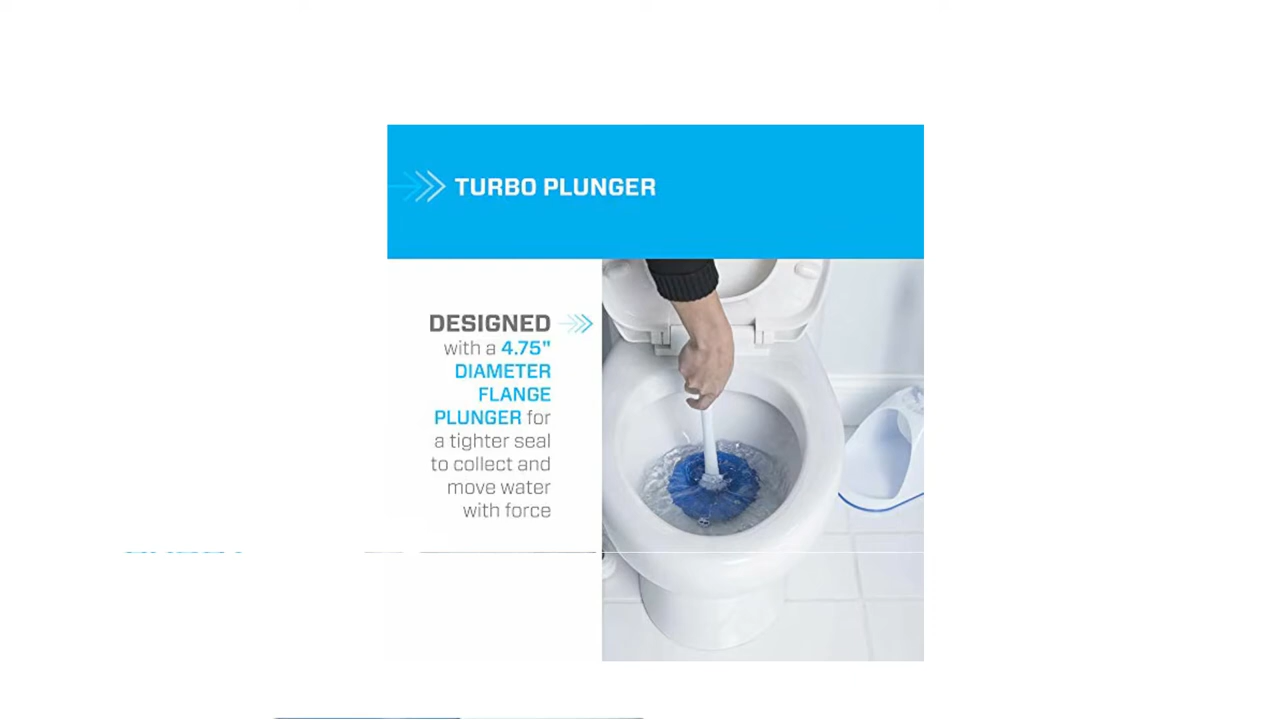 TURBO PLUNGER
DESIGNED
with a 4.75"
DIAMETER
FLANGE
PLUNGER for
a tighter seal
to collect and
move water
with force